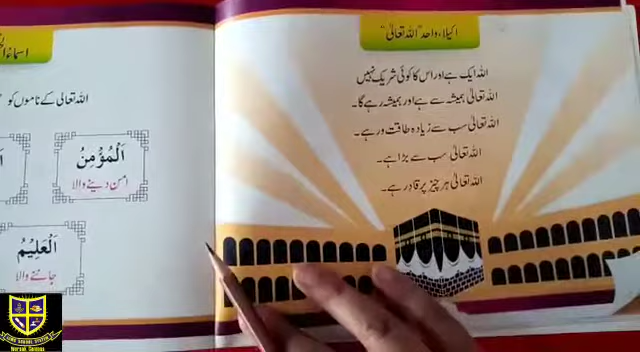 اکیلا، واحد "اللہ تعالیٰ"
اللہ ایک ہے اور اس کا کوئی شریک نہیں
اللہ تعالیٰ ہمیشہ سے ہے اور ہمیشہ رہے گا۔
اللہ تعالیٰ سب سے زیادہ طاقت ور ہے۔
اللہ تعالیٰ سب سے بڑا ہے۔
اللہ تعالیٰ ہر چیز پر قادر ہے۔
اللہ تعالیٰ کے ناموں کو
اَلْمُؤْمِنُ
امن دینے والا
اَلْعَلِيْمُ
جاننے والا